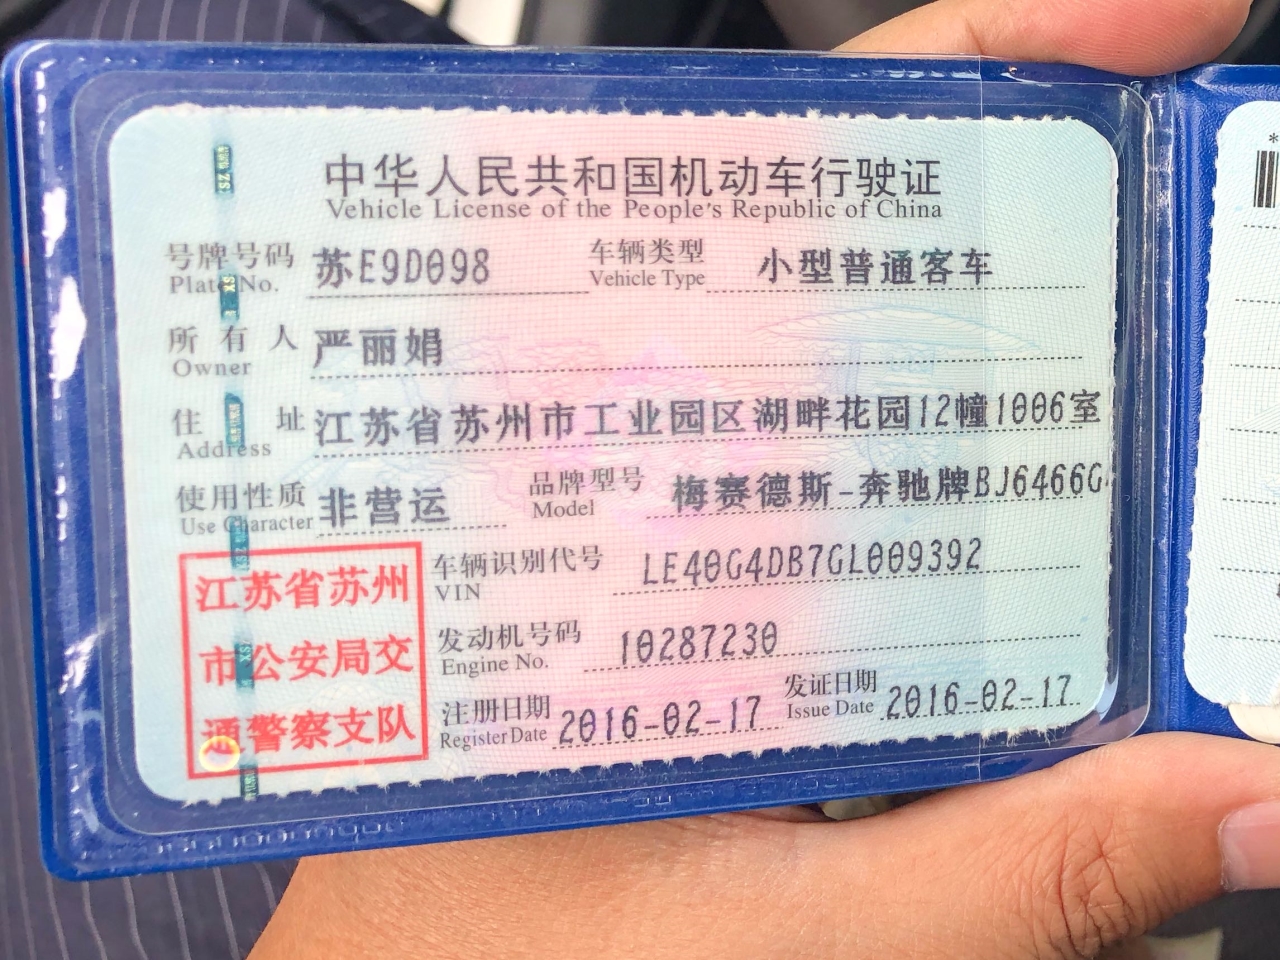 中华人民共和国机动车行驶证
Vehicle License of the People's Republic of China
号牌号码 苏E9D098 车辆类型 小型普通客车
Plate No. Vehicle Type
所有人 严丽娟
Owner
住址 江苏省苏州市工业园区湖畔花园12幢1006室
Address
使用性质 非营运 品牌型号 梅赛德斯-奔驰牌BJ6466G
Use Character Model
江苏省苏州
市公安局交
通警察支队
车辆识别代号 LE40G4DB7GL009392
VIN
发动机号码 10287230
Engine No.
注册日期 2016-02-17 发证日期 2016-02-17
Register Date Issue Date